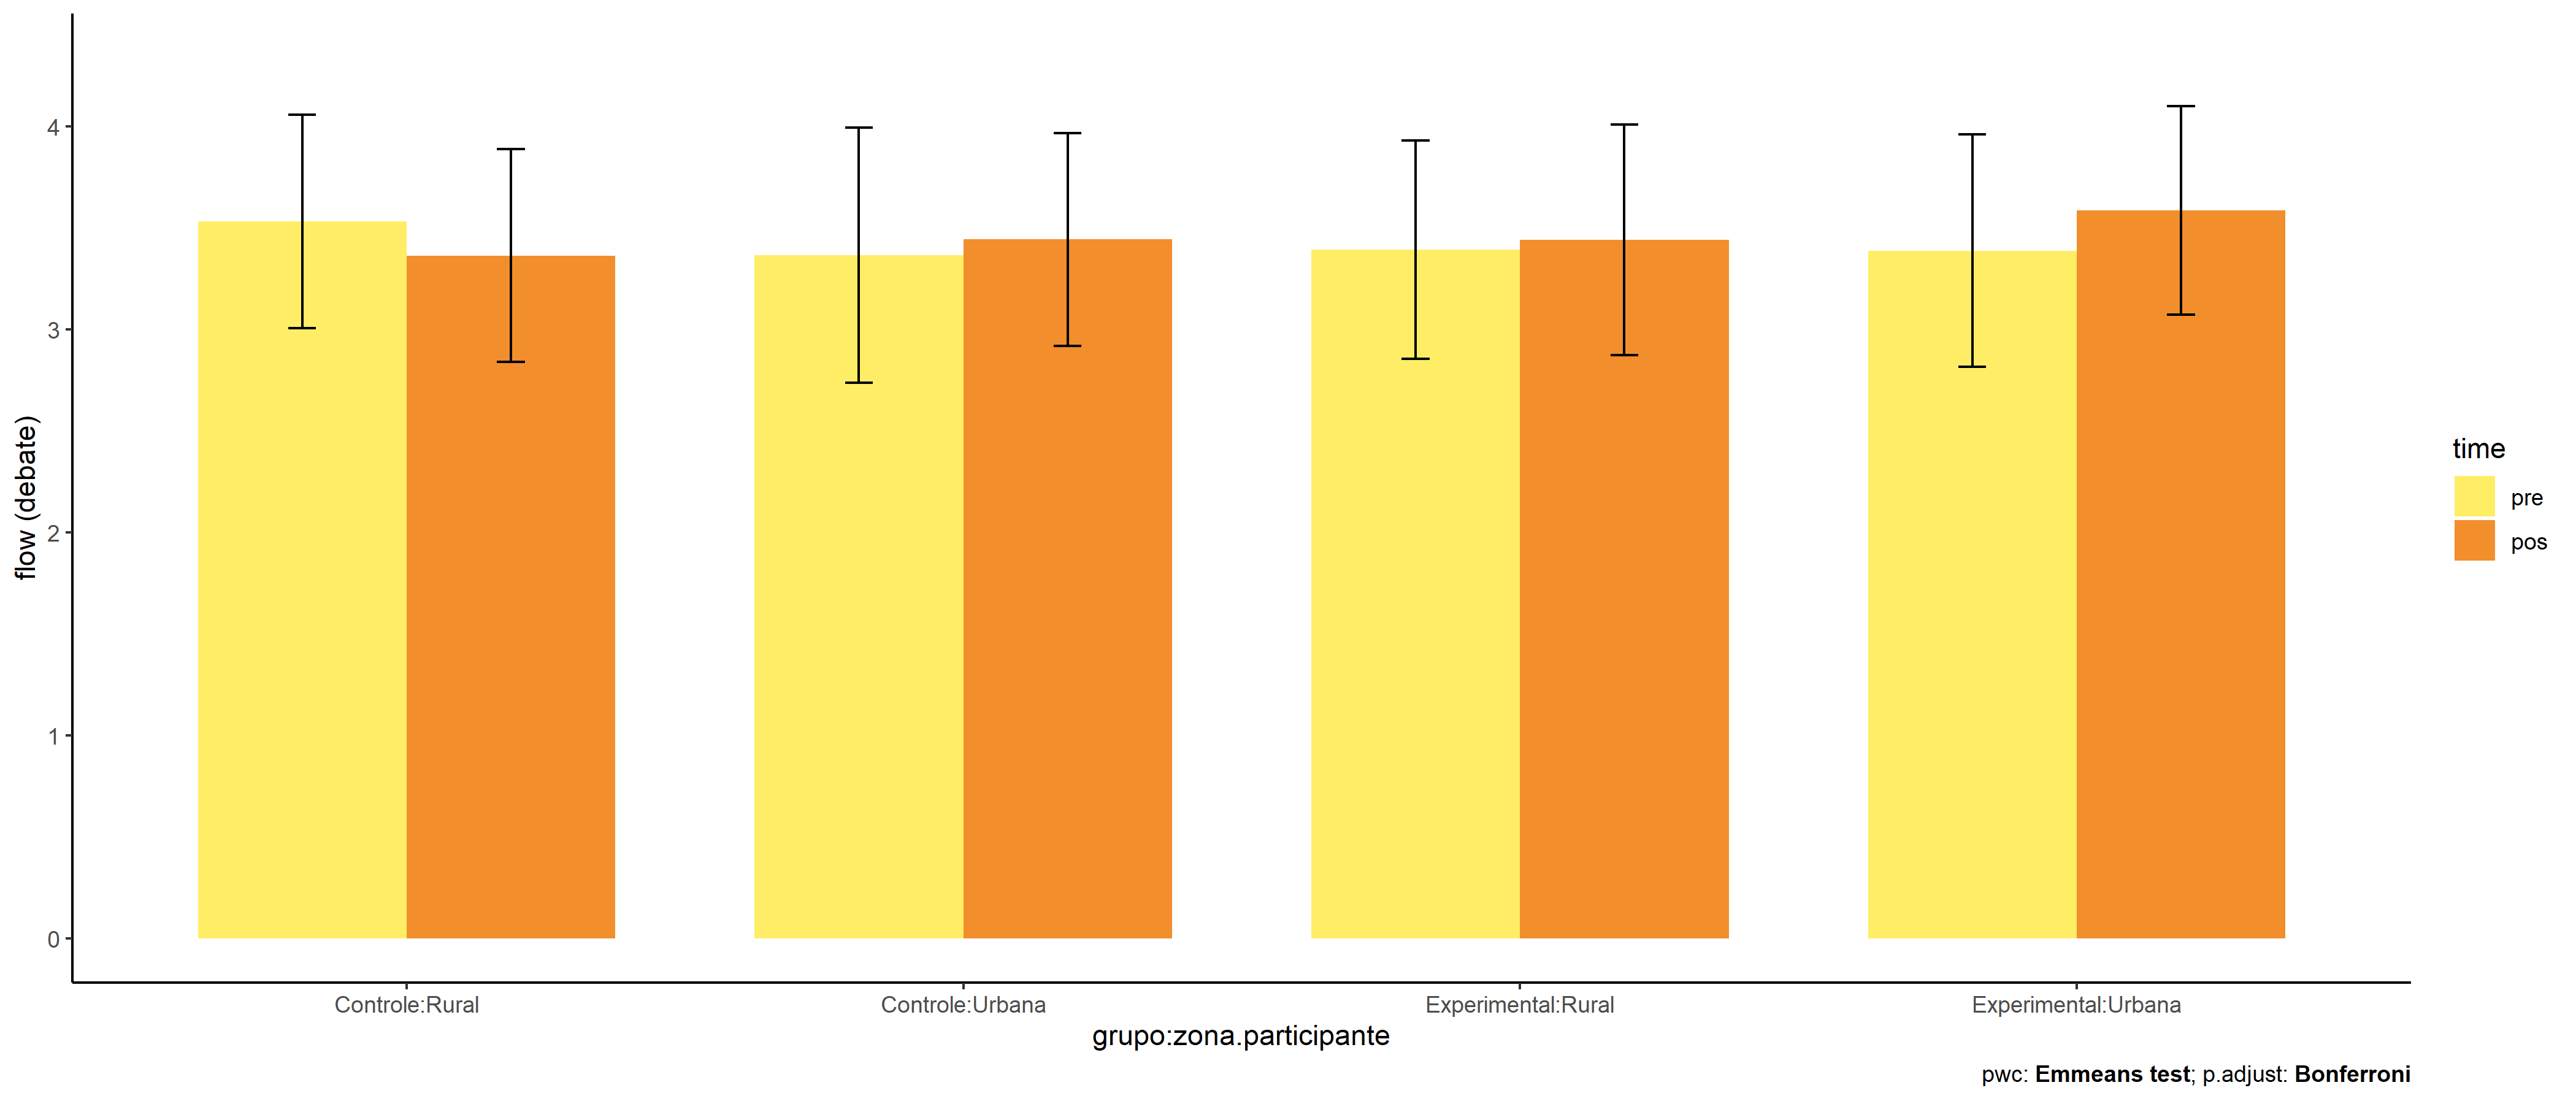 flow (debate)
4
3
2
1
0
Controle:Rural
Controle:Urbana
Experimental:Rural
Experimental:Urbana
grupo:zona.participante
time
pre
pos
pwc: Emmeans test; p.adjust: Bonferroni